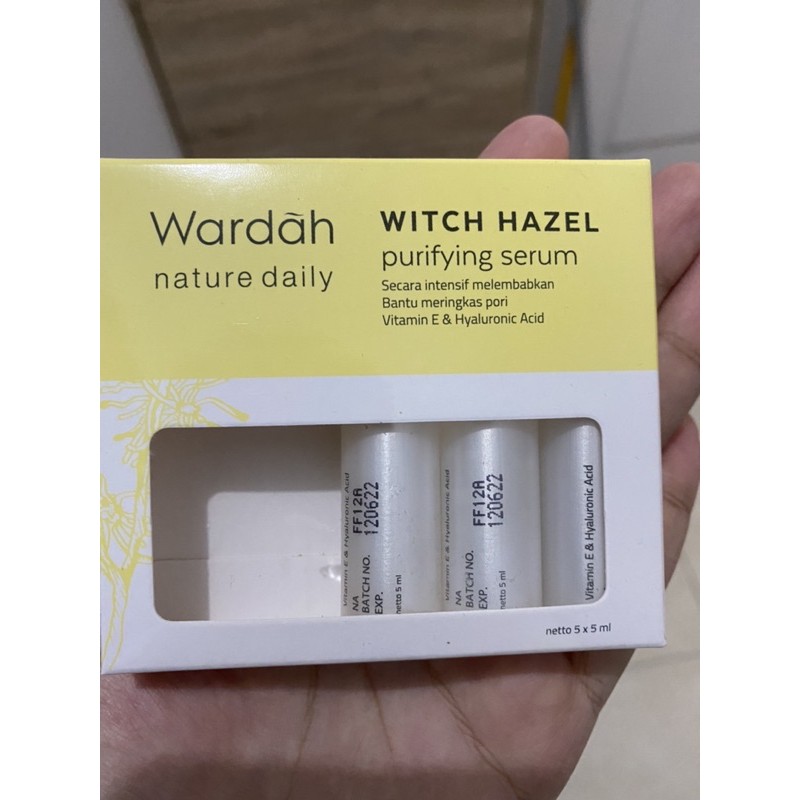 Wardah
nature daily
WITCH HAZEL
purifying serum
Secara intensif melembabkan
Bantu meringkas pori
Vitamin E & Hyaluronic Acid
Vitamin E & Hyaluronic Acid
NA
BATCH NO. FF12A
EXP. 120622
netto 5 ml
Vitamin E & Hyaluronic Acid
NA
BATCH NO. FF12A
EXP. 120622
netto 5 ml
Vitamin E & Hyaluronic Acid
netto 5 x 5 ml